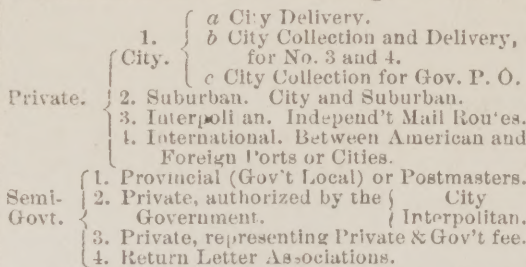 a City Delivery.
1. b City Collection and Delivery,
City. for No. 3 and 4.
c City Collection for Gov. P. O.
Private. 2. Suburban. City and Suburban.
3. Interpoli an. Independ't Mail Routes.
4. International. Between American and
Foreign Ports or Cities.
1. Provincial (Gov't Local) or Postmasters.
Semi- 2. Private, authorized by the City
Govt. Government. Interpolitan.
3. Private, representing Private & Gov't fee.
4. Return Letter Associations.